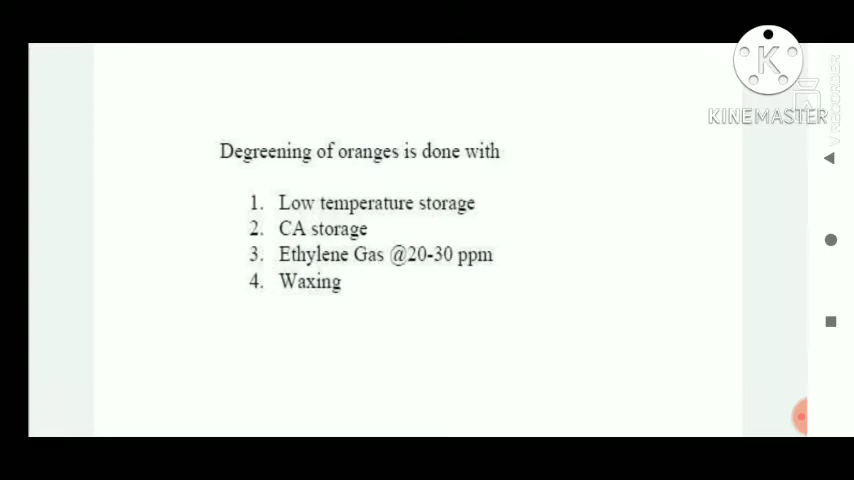 K
KINEMASTER
V RECORDER
Degreening of oranges is done with
1. Low temperature storage
2. CA storage
3. Ethylene Gas @20-30 ppm
4. Waxing